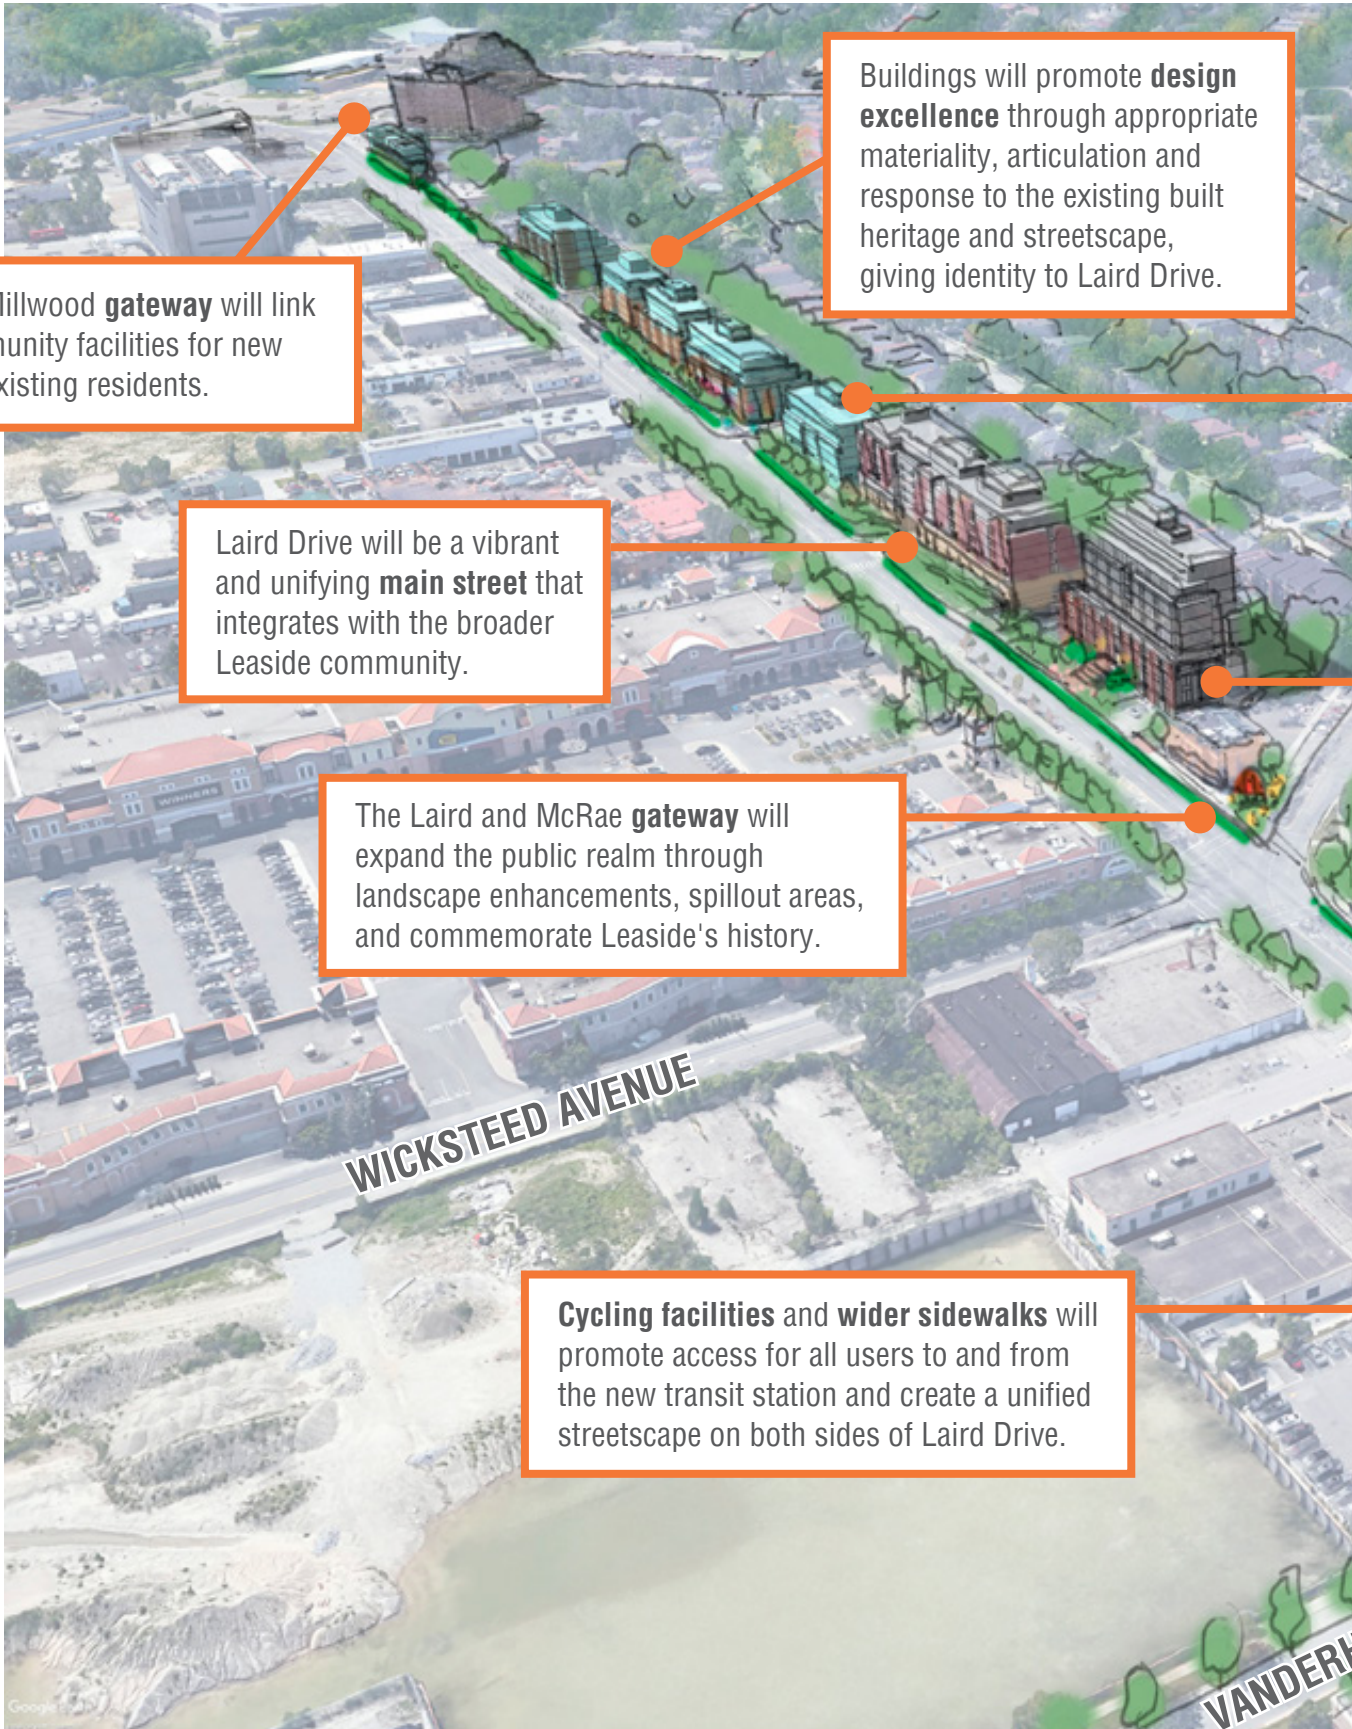 Buildings will promote design
excellence through appropriate
materiality, articulation and
response to the existing built
heritage and streetscape,
giving identity to Laird Drive.
illwood gateway will link
unity facilities for new
xisting residents.
Laird Drive will be a vibrant
and unifying main street that
integrates with the broader
Leaside community.
WINNERS
The Laird and McRae gateway will
expand the public realm through
landscape enhancements, spillout areas,
and commemorate Leaside's history.
WICKSTEED AVENUE
Cycling facilities and wider sidewalks will
promote access for all users to and from
the new transit station and create a unified
streetscape on both sides of Laird Drive.
VANDERH
Google